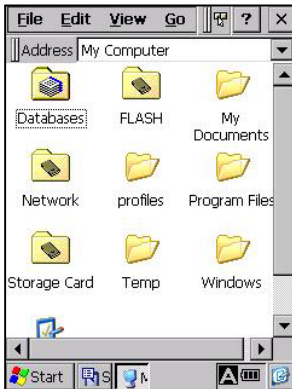 File Edit View Go ? ×
Address My Computer
Databases FLASH My Documents
Network profiles Program Files
Storage Card Temp Windows
Start S A